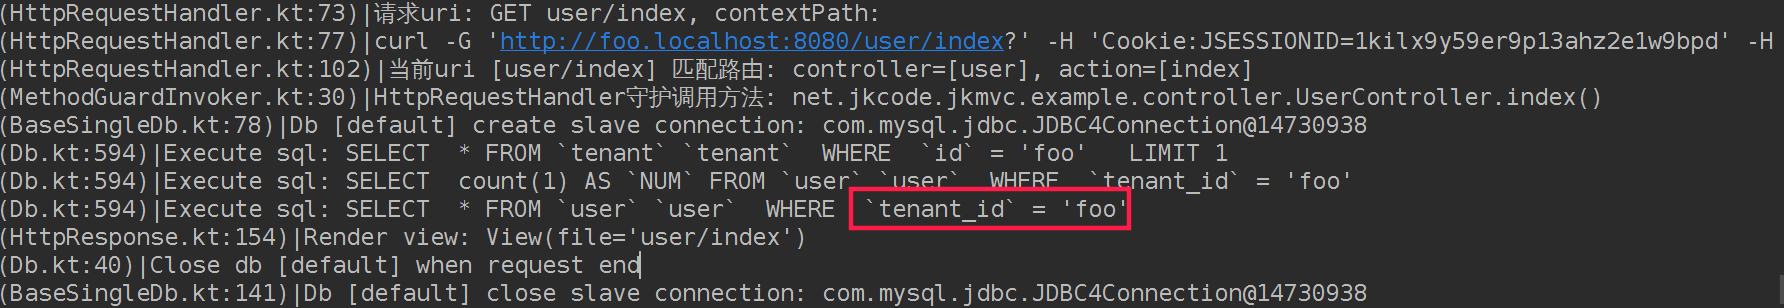 (HttpRequestHandler.kt:73)|请求uri: GET user/index, contextPath:
(HttpRequestHandler.kt:77)|curl -G 'http://foo.localhost:8080/user/index?' -H 'Cookie:JSESSIONID=1kilx9y59er9p13ahz2e1w9bpd' -H
(HttpRequestHandler.kt:102)|当前uri [user/index] 匹配路由: controller=[user], action=[index]
(MethodGuardInvoker.kt:30)|HttpRequestHandler守护调用方法: net.jkcode.jkmvc.example.controller.UserController.index()
(BaseSingleDb.kt:78)|Db [default] create slave connection: com.mysql.jdbc.JDBC4Connection@14730938
(Db.kt:594)|Execute sql: SELECT  * FROM `tenant` `tenant`  WHERE  `id` = 'foo'   LIMIT 1
(Db.kt:594)|Execute sql: SELECT  count(1) AS `NUM` FROM `user` `user`  WHERE  `tenant_id` = 'foo'
(Db.kt:594)|Execute sql: SELECT  * FROM `user` `user`  WHERE  `tenant_id` = 'foo'
(HttpResponse.kt:154)|Render view: View(file='user/index')
(Db.kt:40)|Close db [default] when request end
(BaseSingleDb.kt:141)|Db [default] close slave connection: com.mysql.jdbc.JDBC4Connection@14730938